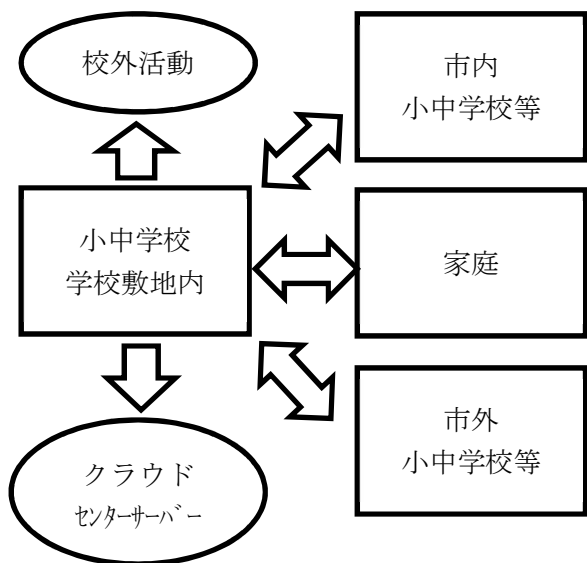 校外活動
市内
小中学校等
小中学校
学校敷地内
家庭
市外
小中学校等
クラウド
ｾﾝﾀｰｻｰﾊﾞｰ